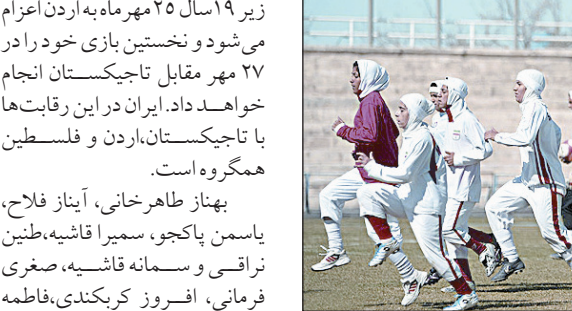 زیر ۱۹ سال ۲۵ مهرماه به اردن اعزام
می‌شود و نخستین بازی خود را در
۲۷ مهر مقابل تاجیکستان انجام
خواهد داد. ایران در این رقابت‌ها
با تاجیکستان،اردن و فلسطین
همگروه است.
بهناز طاهرخانی، آیناز فلاح،
یاسمن پاکجو، سمیرا قاشیه،طنین
نراقی و سمانه قاشیه، صغری
فرمانی، افروز کربکندی،فاطمه